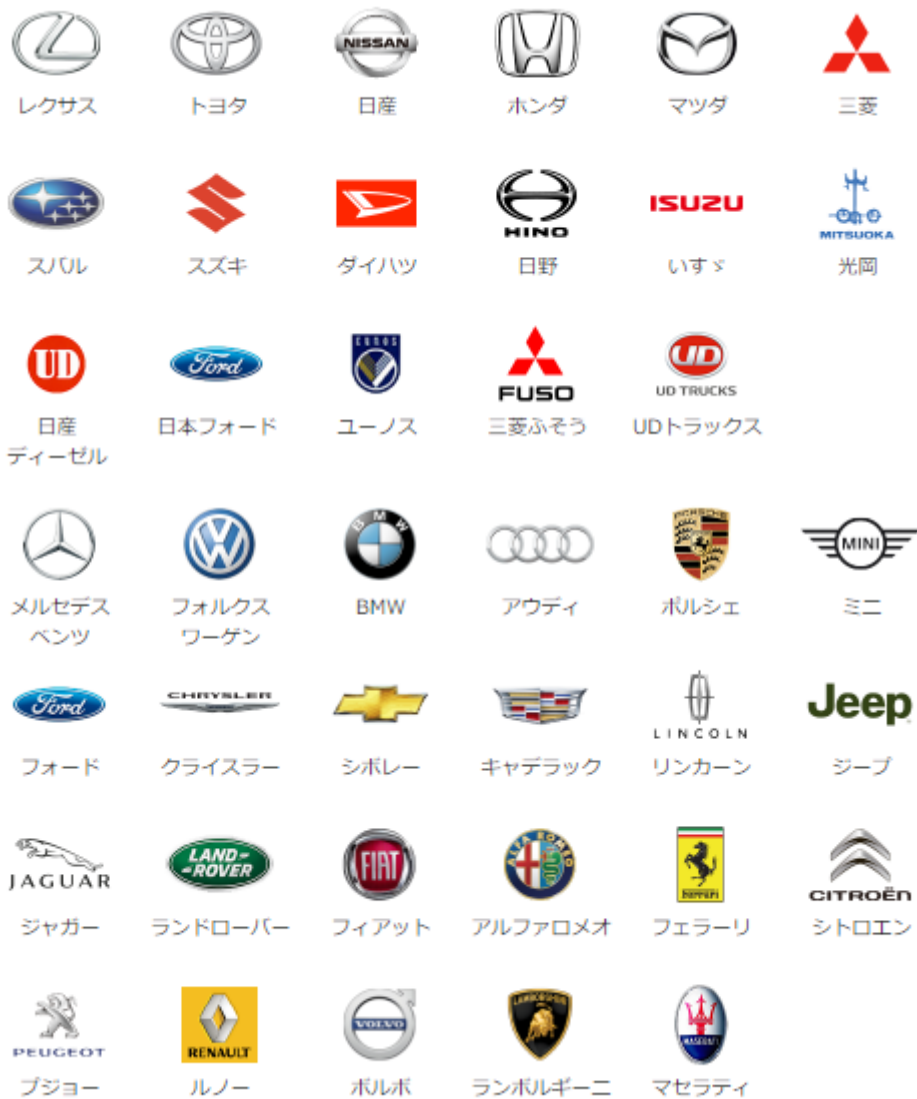 NISSAN
レクサス トヨタ 日産 ホンダ マツダ 三菱
HINO ISUZU MITSUOKA
スバル スズキ ダイハツ 日野 いすゞ 光岡
UD Ford EUNOS FUSO UD UD TRUCKS
日産 日本フォード ユーノス 三菱ふそう UDトラックス
ディーゼル
BMW PORSCHE MINI
メルセデス フォルクス BMW アウディ ポルシェ ミニ
ベンツ ワーゲン
Ford CHRYSLER LINCOLN Jeep
フォード クライスラー シボレー キャデラック リンカーン ジープ
JAGUAR LAND-ROVER FIAT ALFA ROMEO Ferrari CITROËN
ジャガー ランドローバー フィアット アルファロメオ フェラーリ シトロエン
PEUGEOT RENAULT VOLVO LAMBORGHINI MASERATI
プジョー ルノー ボルボ ランボルギーニ マセラティ